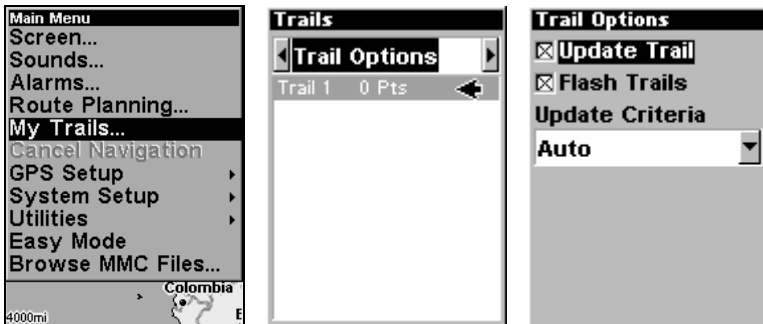 Main Menu
Screen...
Sounds...
Alarms...
Route Planning...
My Trails...
Cancel Navigation
GPS Setup
System Setup
Utilities
Easy Mode
Browse MMC Files...
Colombia
4000mi
E
Trails
Trail Options
Trail 1 0 Pts
Trail Options
Update Trail
Flash Trails
Update Criteria
Auto